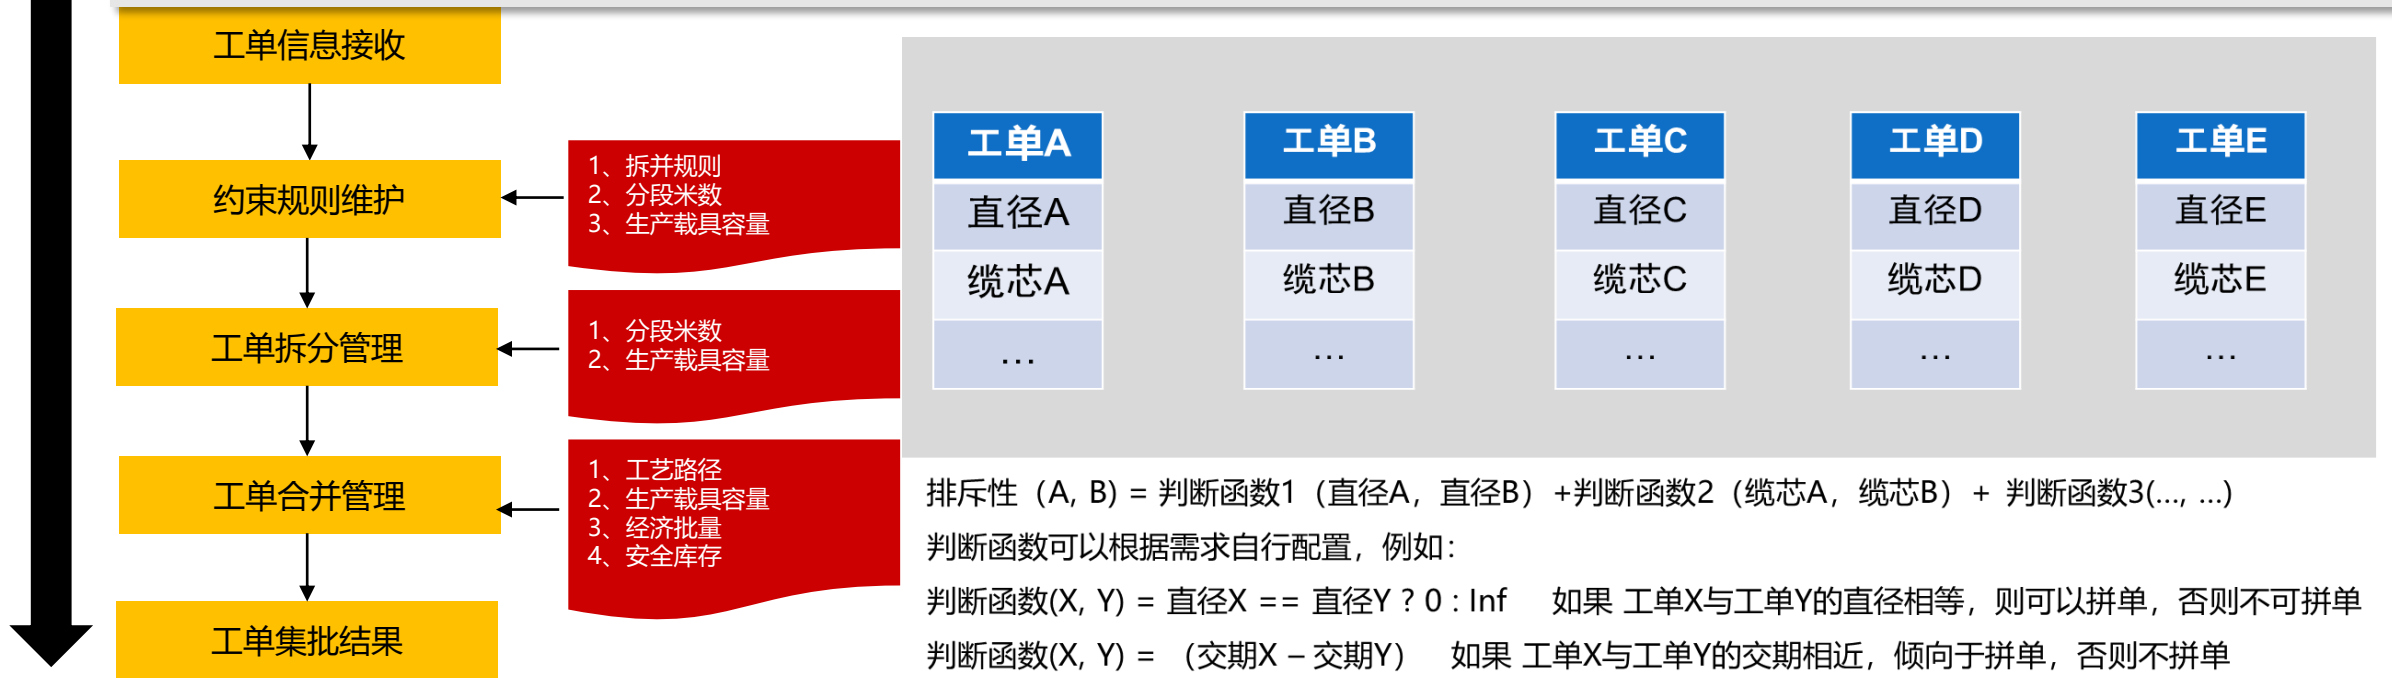 工单信息接收
约束规则维护
工单拆分管理
工单合并管理
工单集批结果
1、拆并规则
2、分段米数
3、生产载具容量
1、分段米数
2、生产载具容量
1、工艺路径
2、生产载具容量
3、经济批量
4、安全库存
工单A 工单B 工单C 工单D 工单E
直径A 直径B 直径C 直径D 直径E
缆芯A 缆芯B 缆芯C 缆芯D 缆芯E
… … … … …
排斥性（A, B) = 判断函数1（直径A，直径B）+判断函数2（缆芯A，缆芯B）+ 判断函数3(…, …)
判断函数可以根据需求自行配置，例如：
判断函数(X, Y) = 直径X == 直径Y ? 0 : Inf 如果 工单X与工单Y的直径相等，则可以拼单，否则不可拼单
判断函数(X, Y) = （交期X – 交期Y） 如果 工单X与工单Y的交期相近，倾向于拼单，否则不拼单